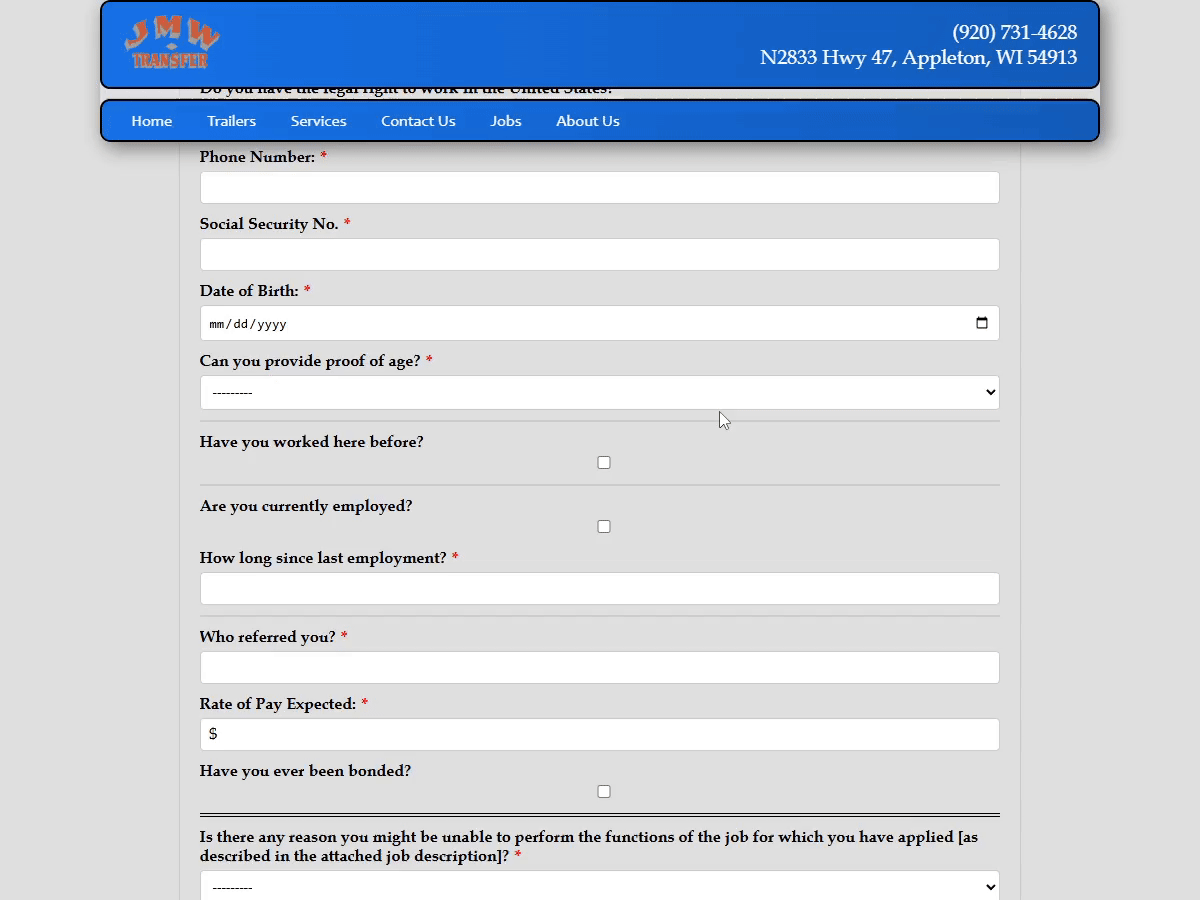 JMW
TRANSFER
(920) 731-4628
N2833 Hwy 47, Appleton, WI 54913
Do you have the legal right to work in the United States?
Home Trailers Services Contact Us Jobs About Us
Phone Number: *
Social Security No. *
Date of Birth: *
mm/dd/yyyy
Can you provide proof of age? *
---------
Have you worked here before?
Are you currently employed?
How long since last employment? *
Who referred you? *
Rate of Pay Expected: *
$
Have you ever been bonded?
Is there any reason you might be unable to perform the functions of the job for which you have applied [as
described in the attached job description]? *
---------